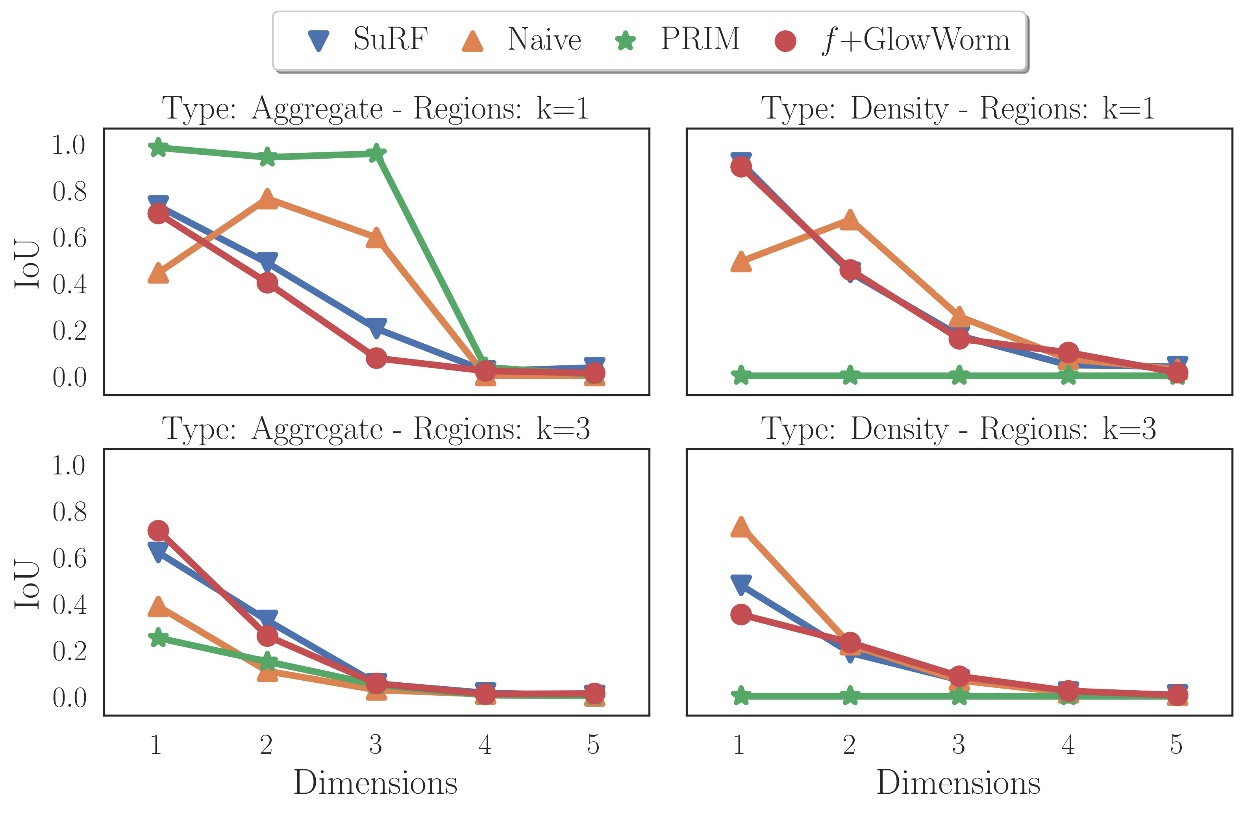 SuRF Naive PRIM f+GlowWorm
Type: Aggregate - Regions: k=1
1.0
0.8
0.6
0.4
0.2
0.0
IoU
Type: Density - Regions: k=1
Type: Aggregate - Regions: k=3
1.0
0.8
0.6
0.4
0.2
0.0
IoU
1 2 3 4 5
Dimensions
Type: Density - Regions: k=3
1 2 3 4 5
Dimensions